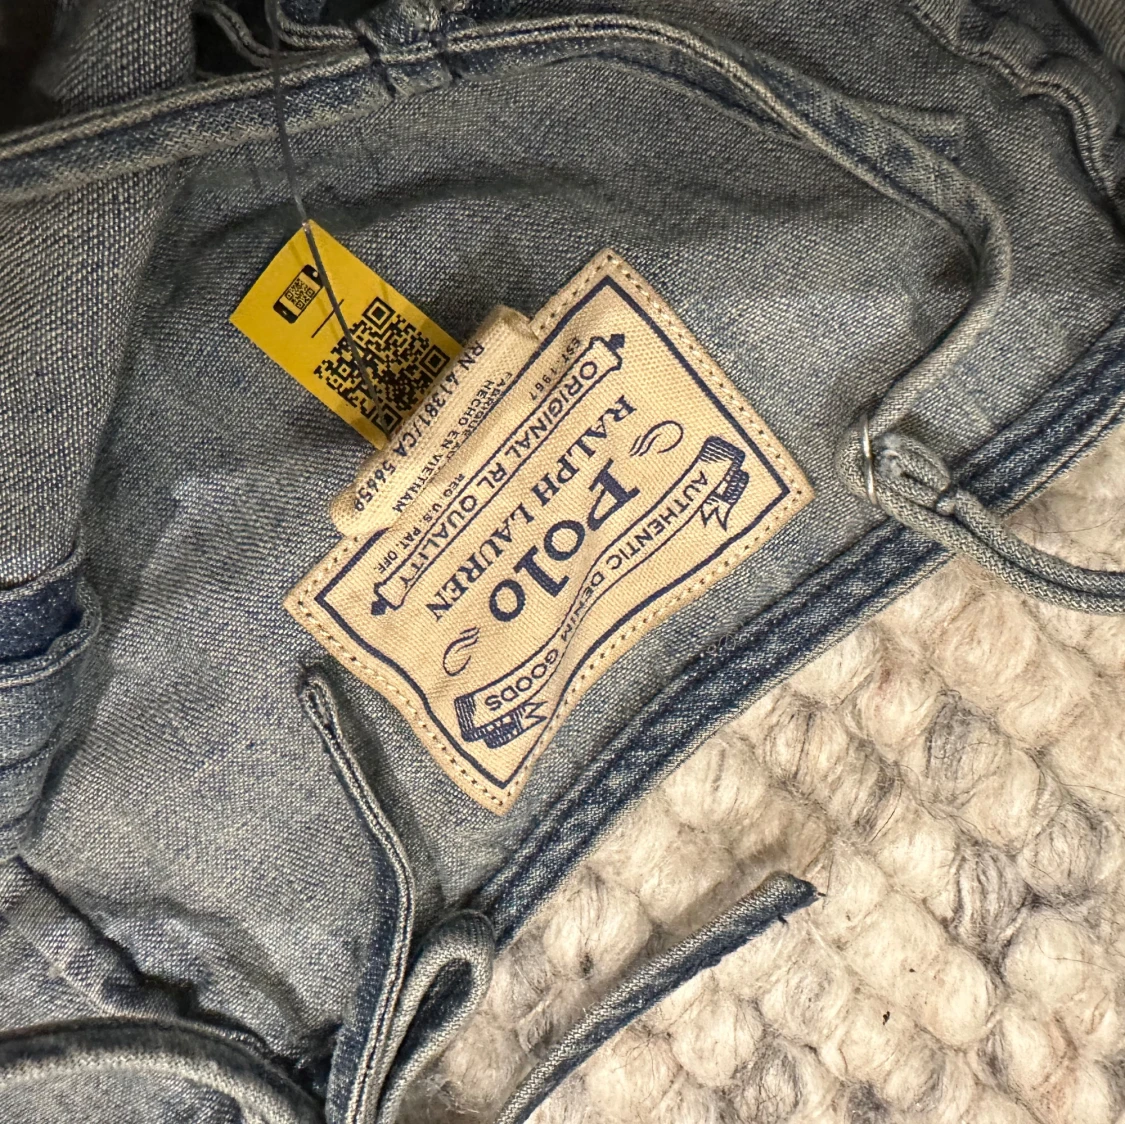 AUTHENTIC DENIM GOODS
POLO
RALPH LAUREN
ORIGINAL RL QUALITY
EST. 1967
REG. U.S. PAT. OFF.
HECHO EN VIETNAM
RN 41381/CA 56650